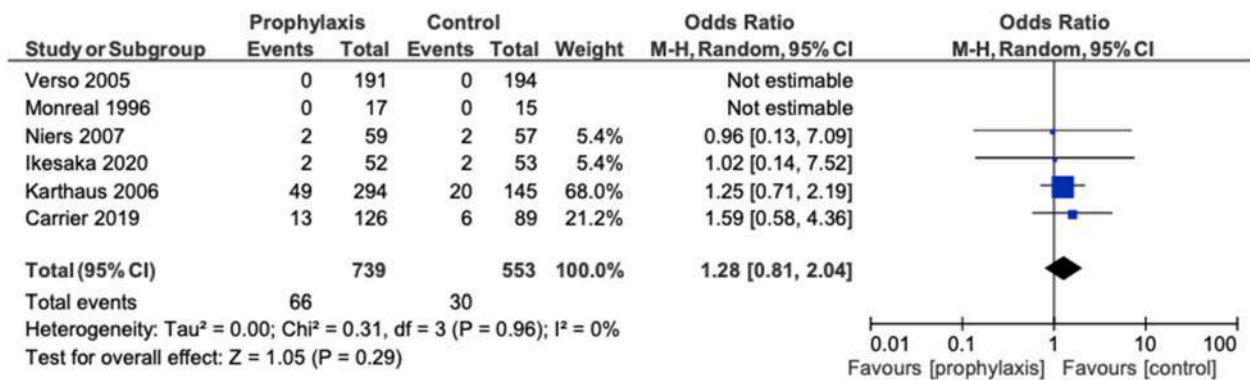 Prophylaxis Control Odds Ratio Odds Ratio
Study or Subgroup Events Total Events Total Weight M-H, Random, 95% CI M-H, Random, 95% CI
Verso 2005 0 191 0 194 Not estimable
Monreal 1996 0 17 0 15 Not estimable
Niers 2007 2 59 2 57 5.4% 0.96 [0.13, 7.09]
Ikesaka 2020 2 52 2 53 5.4% 1.02 [0.14, 7.52]
Karthaus 2006 49 294 20 145 68.0% 1.25 [0.71, 2.19]
Carrier 2019 13 126 6 89 21.2% 1.59 [0.58, 4.36]
Total (95% CI) 739 553 100.0% 1.28 [0.81, 2.04]
Total events 66 30
Heterogeneity: Tau² = 0.00; Chi² = 0.31, df = 3 (P = 0.96); I² = 0%
Test for overall effect: Z = 1.05 (P = 0.29)
0.01 0.1 1 10 100
Favours [prophylaxis] Favours [control]